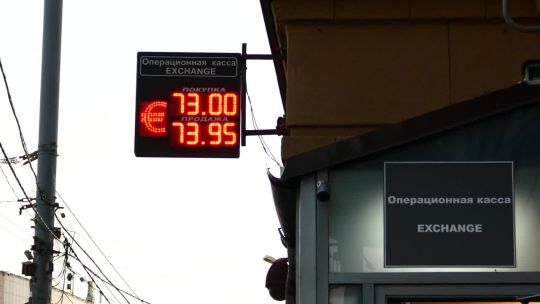 Операционная касса
EXCHANGE
ПОКУПКА
€ 73.00
ПРОДАЖА
73.95
Операционная касса
EXCHANGE